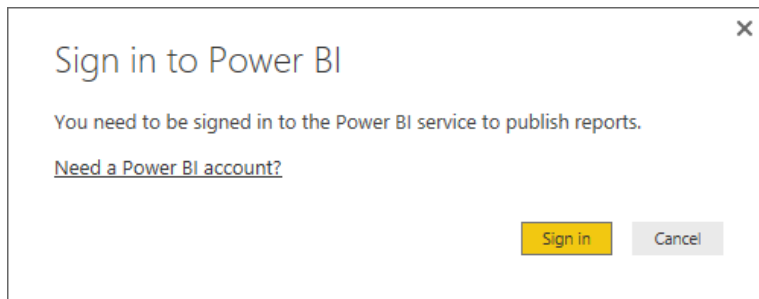 Sign in to Power BI
You need to be signed in to the Power BI service to publish reports.
Need a Power BI account?
Sign in Cancel